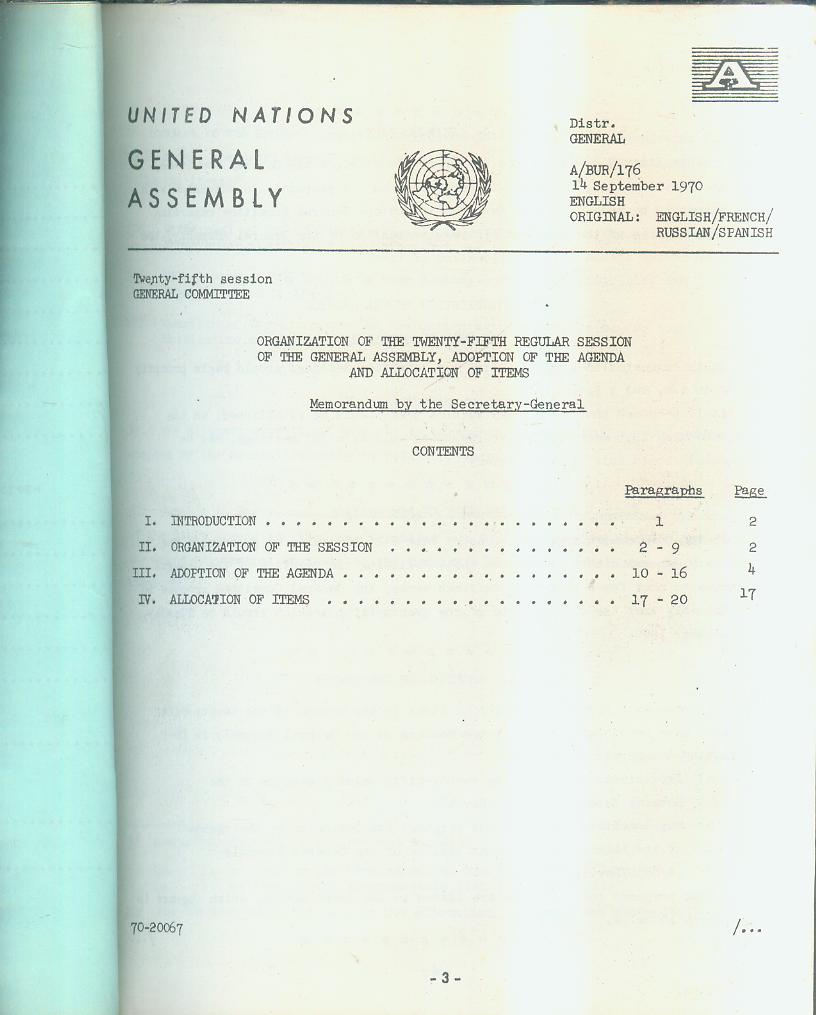 A
UNITED NATIONS
GENERAL
ASSEMBLY
Distr.
GENERAL
A/BUR/176
14 September 1970
ENGLISH
ORIGINAL: ENGLISH/FRENCH/
RUSSIAN/SPANISH
Twenty-fifth session
GENERAL COMMITTEE
ORGANIZATION OF THE TWENTY-FIFTH REGULAR SESSION
OF THE GENERAL ASSEMBLY, ADOPTION OF THE AGENDA
AND ALLOCATION OF ITEMS
Memorandum by the Secretary-General
CONTENTS
Paragraphs Page
I. INTRODUCTION . . . . . . . . . . . . . . . . . . . . . . . 1 2
II. ORGANIZATION OF THE SESSION . . . . . . . . . . . . . . . 2 - 9 2
III. ADOPTION OF THE AGENDA . . . . . . . . . . . . . . . . . . 10 - 16 4
IV. ALLOCATION OF ITEMS . . . . . . . . . . . . . . . . . . . 17 - 20 17
70-20067
/...
- 3 -